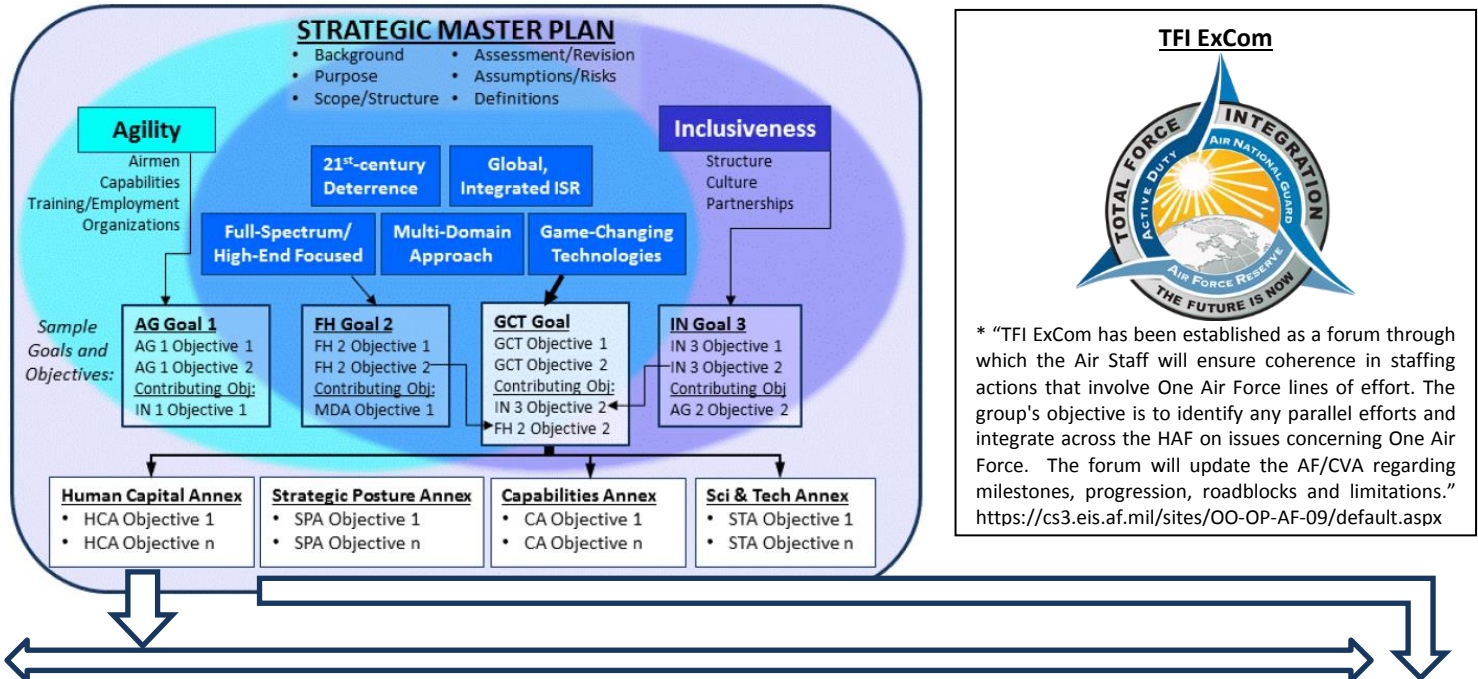 STRATEGIC MASTER PLAN
• Background
• Purpose
• Scope/Structure
• Assessment/Revision
• Assumptions/Risks
• Definitions
Agility
Airmen
Capabilities
Training/Employment
Organizations
Inclusiveness
Structure
Culture
Partnerships
21st-century
Deterrence
Global,
Integrated ISR
Full-Spectrum/
High-End Focused
Multi-Domain
Approach
Game-Changing
Technologies
Sample
Goals and
Objectives:
AG Goal 1
AG 1 Objective 1
AG 1 Objective 2
Contributing Obj:
IN 1 Objective 1
FH Goal 2
FH 2 Objective 1
FH 2 Objective 2
Contributing Obj:
MDA Objective 1
GCT Goal
GCT Objective 1
GCT Objective 2
Contributing Obj:
IN 3 Objective 2
FH 2 Objective 2
IN Goal 3
IN 3 Objective 1
IN 3 Objective 2
Contributing Obj
AG 2 Objective 2
Human Capital Annex
• HCA Objective 1
• HCA Objective n
Strategic Posture Annex
• SPA Objective 1
• SPA Objective n
Capabilities Annex
• CA Objective 1
• CA Objective n
Sci & Tech Annex
• STA Objective 1
• STA Objective n
TFI ExCom
TOTAL FORCE INTEGRATION
ACTIVE DUTY
AIR NATIONAL GUARD
AIR FORCE RESERVE
THE FUTURE IS NOW
* “TFI ExCom has been established as a forum through
which the Air Staff will ensure coherence in staffing
actions that involve One Air Force lines of effort. The
group's objective is to identify any parallel efforts and
integrate across the HAF on issues concerning One Air
Force. The forum will update the AF/CVA regarding
milestones, progression, roadblocks and limitations.”
https://cs3.eis.af.mil/sites/OO-OP-AF-09/default.aspx